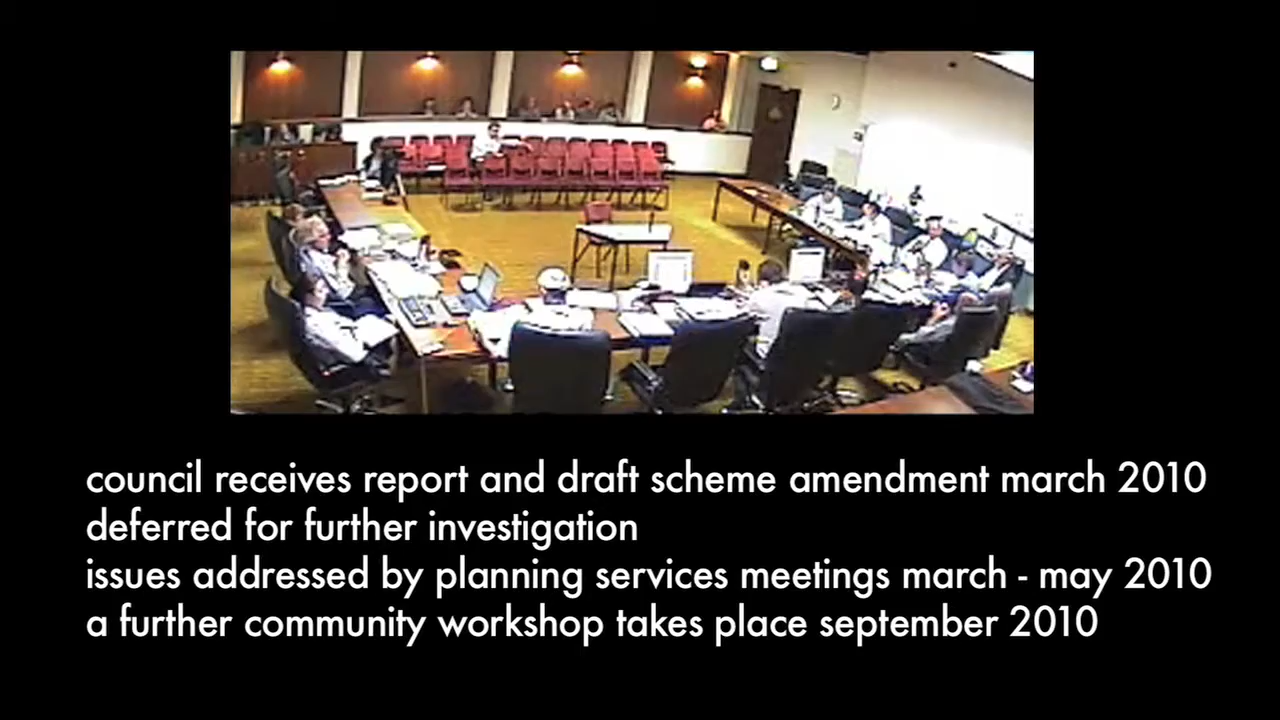 council receives report and draft scheme amendment march 2010
deferred for further investigation
issues addressed by planning services meetings march - may 2010
a further community workshop takes place september 2010